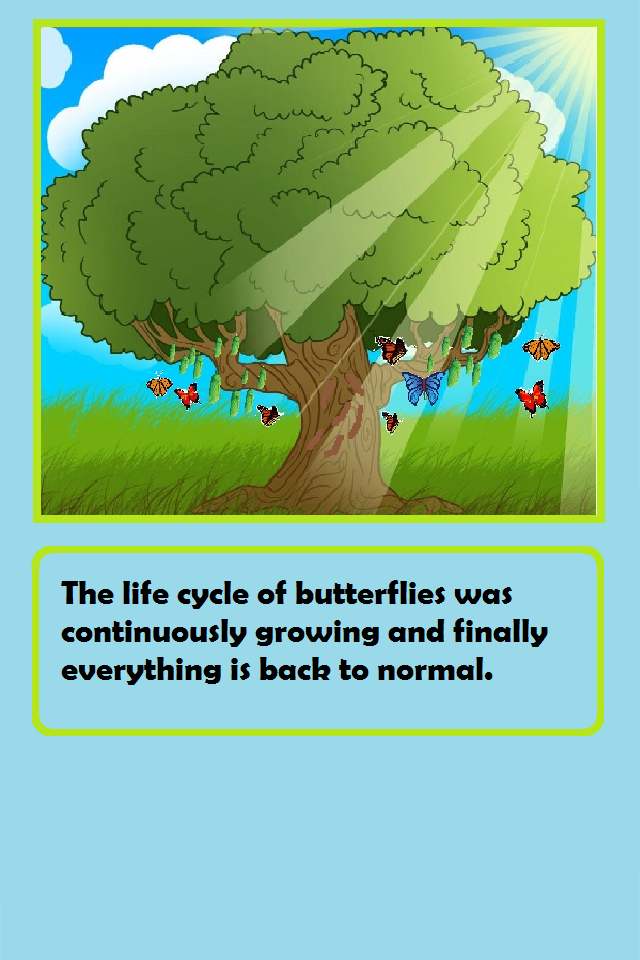 The life cycle of butterflies was
continuously growing and finally
everything is back to normal.